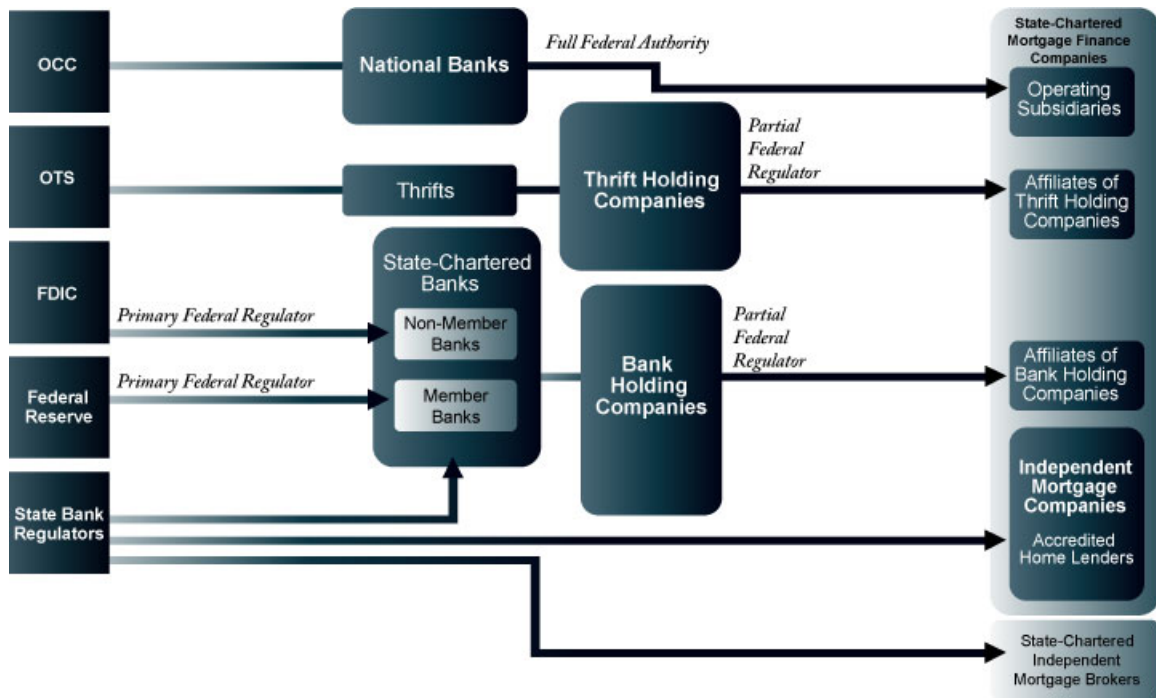 OCC
National Banks
Full Federal Authority
State-Chartered
Mortgage Finance
Companies
Operating
Subsidiaries
OTS
Thrifts
Thrift Holding
Companies
Partial
Federal
Regulator
Affiliates of
Thrift Holding
Companies
FDIC
Primary Federal Regulator
State-Chartered
Banks
Non-Member
Banks
Federal
Reserve
Primary Federal Regulator
Member
Banks
Bank
Holding
Companies
Partial
Federal
Regulator
Affiliates of
Bank Holding
Companies
State Bank
Regulators
Independent
Mortgage
Companies
Accredited
Home Lenders
State-Chartered
Independent
Mortgage Brokers